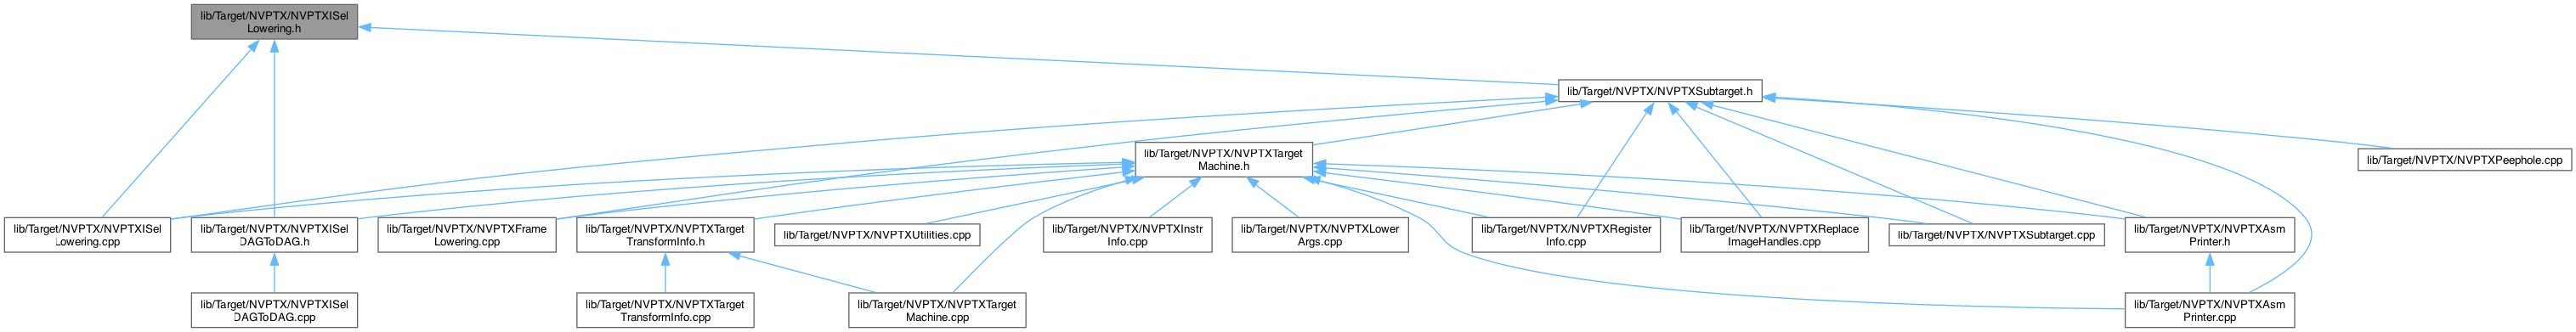 lib/Target/NVPTX/NVPTXISel
Lowering.h
lib/Target/NVPTX/NVPTXSubtarget.h
lib/Target/NVPTX/NVPTXTarget
Machine.h
lib/Target/NVPTX/NVPTXPeephole.cpp
lib/Target/NVPTX/NVPTXISel
Lowering.cpp
lib/Target/NVPTX/NVPTXISel
DAGToDAG.h
lib/Target/NVPTX/NVPTXFrame
Lowering.cpp
lib/Target/NVPTX/NVPTXTarget
TransformInfo.h
lib/Target/NVPTX/NVPTXUtilities.cpp
lib/Target/NVPTX/NVPTXInstr
Info.cpp
lib/Target/NVPTX/NVPTXLower
Args.cpp
lib/Target/NVPTX/NVPTXRegister
Info.cpp
lib/Target/NVPTX/NVPTXReplace
ImageHandles.cpp
lib/Target/NVPTX/NVPTXSubtarget.cpp
lib/Target/NVPTX/NVPTXAsm
Printer.h
lib/Target/NVPTX/NVPTXISel
DAGToDAG.cpp
lib/Target/NVPTX/NVPTXTarget
TransformInfo.cpp
lib/Target/NVPTX/NVPTXTarget
Machine.cpp
lib/Target/NVPTX/NVPTXAsm
Printer.cpp